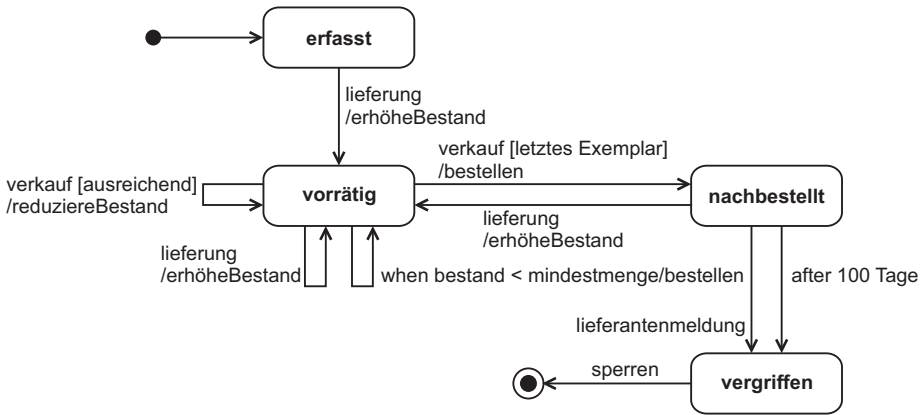 erfasst
lieferung
/erhöheBestand
verkauf [letztes Exemplar]
/bestellen
verkauf [ausreichend]
/reduziereBestand
vorrätig
nachbestellt
lieferung
/erhöheBestand
lieferung
/erhöheBestand
when bestand < mindestmenge/bestellen
after 100 Tage
lieferantenmeldung
sperren
vergriffen